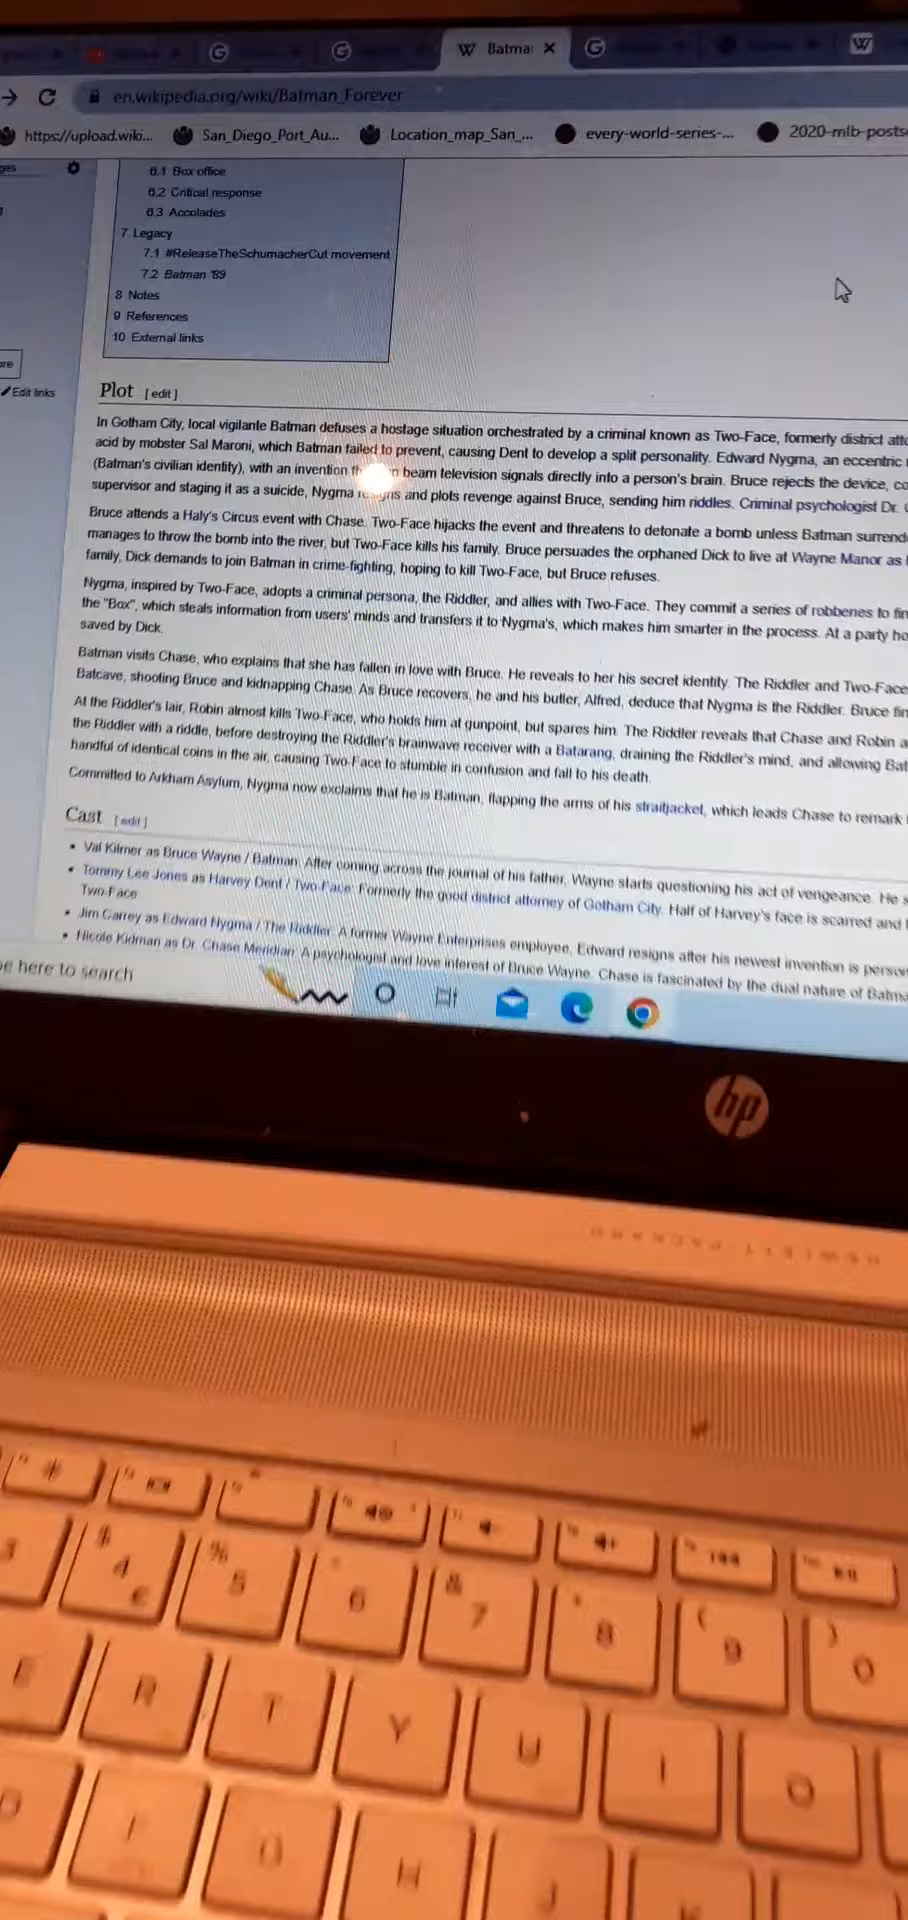 Batma
en.wikipedia.org/wiki/Batman_Forever
https://upload.wiki... San_Diego_Port_Au... Location_map_San_... every-world-series-... 2020-mlb-posts
6.1 Box office
6.2 Critical response
6.3 Accolades
7 Legacy
7.1 #ReleaseTheSchumacherCut movement
7.2 Batman '89
8 Notes
9 References
10 External links
Edit links
Plot [edit]
In Gotham City, local vigilante Batman defuses a hostage situation orchestrated by a criminal known as Two-Face, formerly district atto
acid by mobster Sal Maroni, which Batman failed to prevent, causing Dent to develop a split personality. Edward Nygma, an eccentric
(Batman's civilian identity), with an invention beam television signals directly into a person's brain. Bruce rejects the device, co
supervisor and staging it as a suicide, Nygma and plots revenge against Bruce, sending him riddles. Criminal psychologist Dr.
Bruce attends a Haly's Circus event with Chase. Two-Face hijacks the event and threatens to detonate a bomb unless Batman surrend
manages to throw the bomb into the river, but Two-Face kills his family. Bruce persuades the orphaned Dick to live at Wayne Manor as
family, Dick demands to join Batman in crime-fighting, hoping to kill Two-Face, but Bruce refuses.
Nygma, inspired by Two-Face, adopts a criminal persona, the Riddler, and allies with Two-Face. They commit a series of robberies to fin
the "Box", which steals information from users' minds and transfers it to Nygma's, which makes him smarter in the process. At a party ho
saved by Dick.
Batman visits Chase, who explains that she has fallen in love with Bruce. He reveals to her his secret identity. The Riddler and Two-Face
Batcave, shooting Bruce and kidnapping Chase. As Bruce recovers, he and his butler, Alfred, deduce that Nygma is the Riddler. Bruce fin
At the Riddler's lair, Robin almost kills Two-Face, who holds him at gunpoint, but spares him. The Riddler reveals that Chase and Robin a
the Riddler with a riddle, before destroying the Riddler's brainwave receiver with a Batarang, draining the Riddler's mind, and allowing Bat
handful of identical coins in the air, causing Two-Face to stumble in confusion and fall to his death.
Committed to Arkham Asylum, Nygma now exclaims that he is Batman, flapping the arms of his straitjacket, which leads Chase to remark
Cast [edit]
Val Kilmer as Bruce Wayne / Batman: After coming across the journal of his father, Wayne starts questioning his act of vengeance. He s
Tommy Lee Jones as Harvey Dent / Two-Face: Formerly the good district attorney of Gotham City. Half of Harvey's face is scarred and
Two-Face.
Jim Carrey as Edward Nygma / The Riddler: A former Wayne Enterprises employee, Edward resigns after his newest invention is person
Nicole Kidman as Dr. Chase Meridian: A psychologist and love interest of Bruce Wayne. Chase is fascinated by the dual nature of Batma
pe here to search
hp
$ % & ( )
4 € 5 6 7 8 9 0
E R T Y U I O
H J